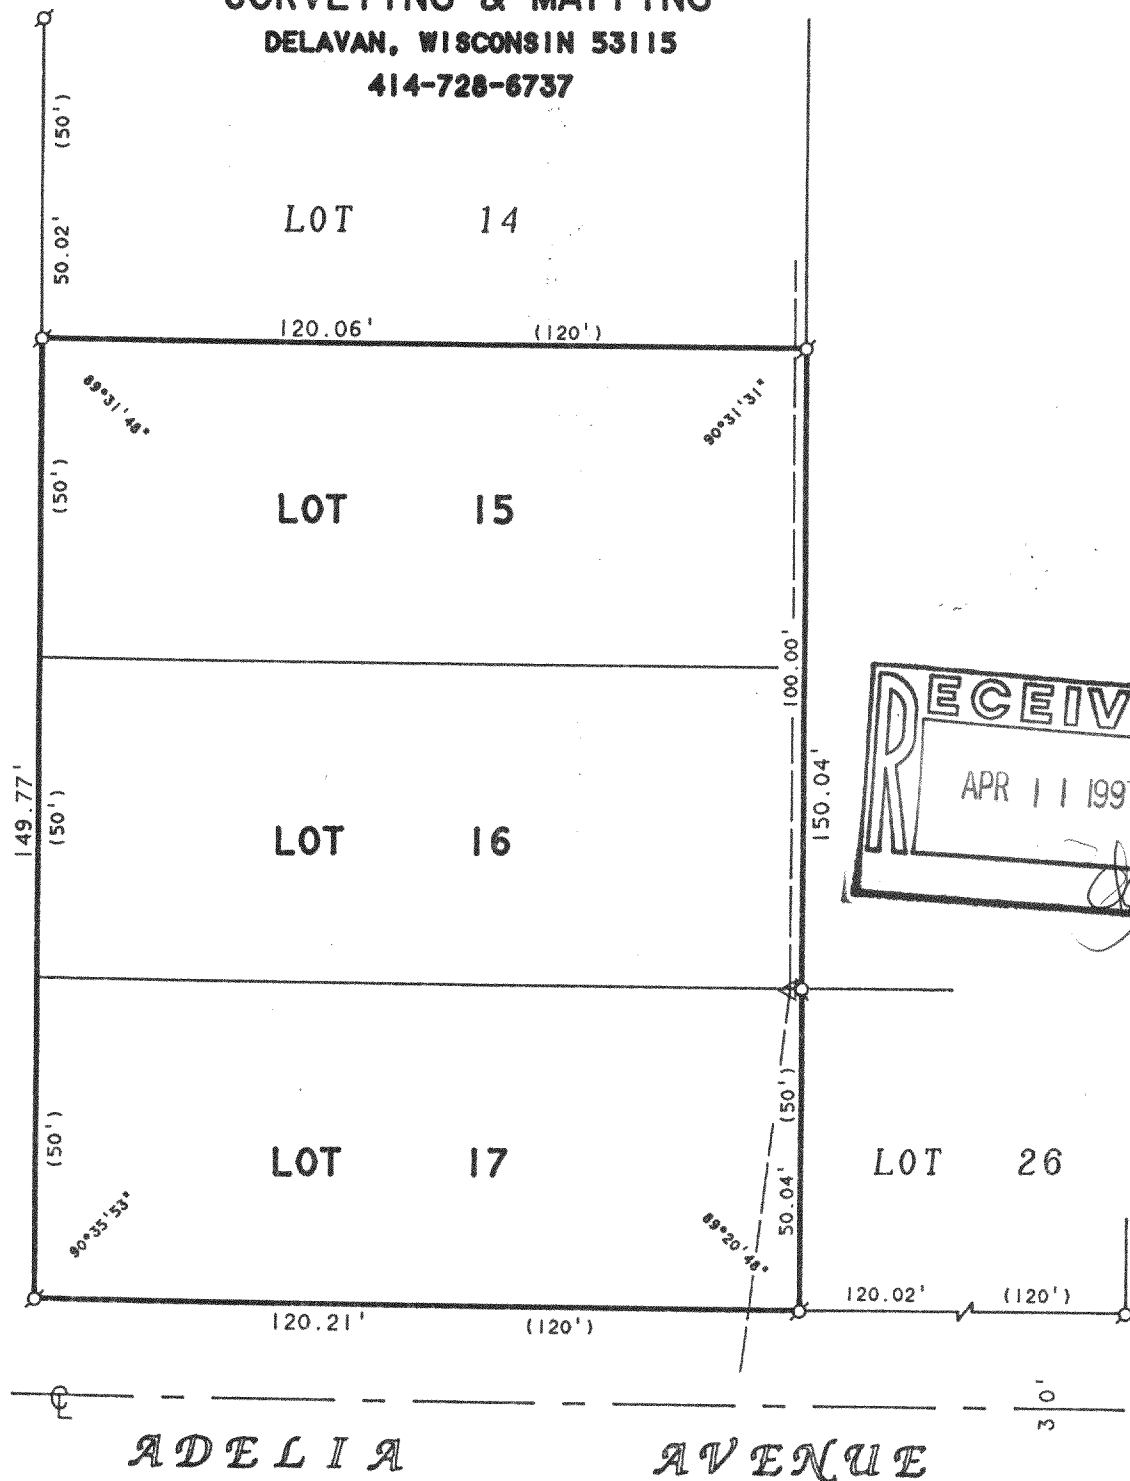 SURVEYING & MAPPING
DELAVAN, WISCONSIN 53115
414-728-6737
(50')
50.02'
LOT 14
120.06' (120')
89°31'48"
90°31'31"
(50')
LOT 15
100.00'
149.77'
(50')
150.04'
LOT 16
RECEIV
APR 11 199
(50')
(50')
LOT 17
50.04'
LOT 26
90°35'53"
89°20'48"
120.02' (120')
120.21' (120')
30'
ADELIA AVENUE